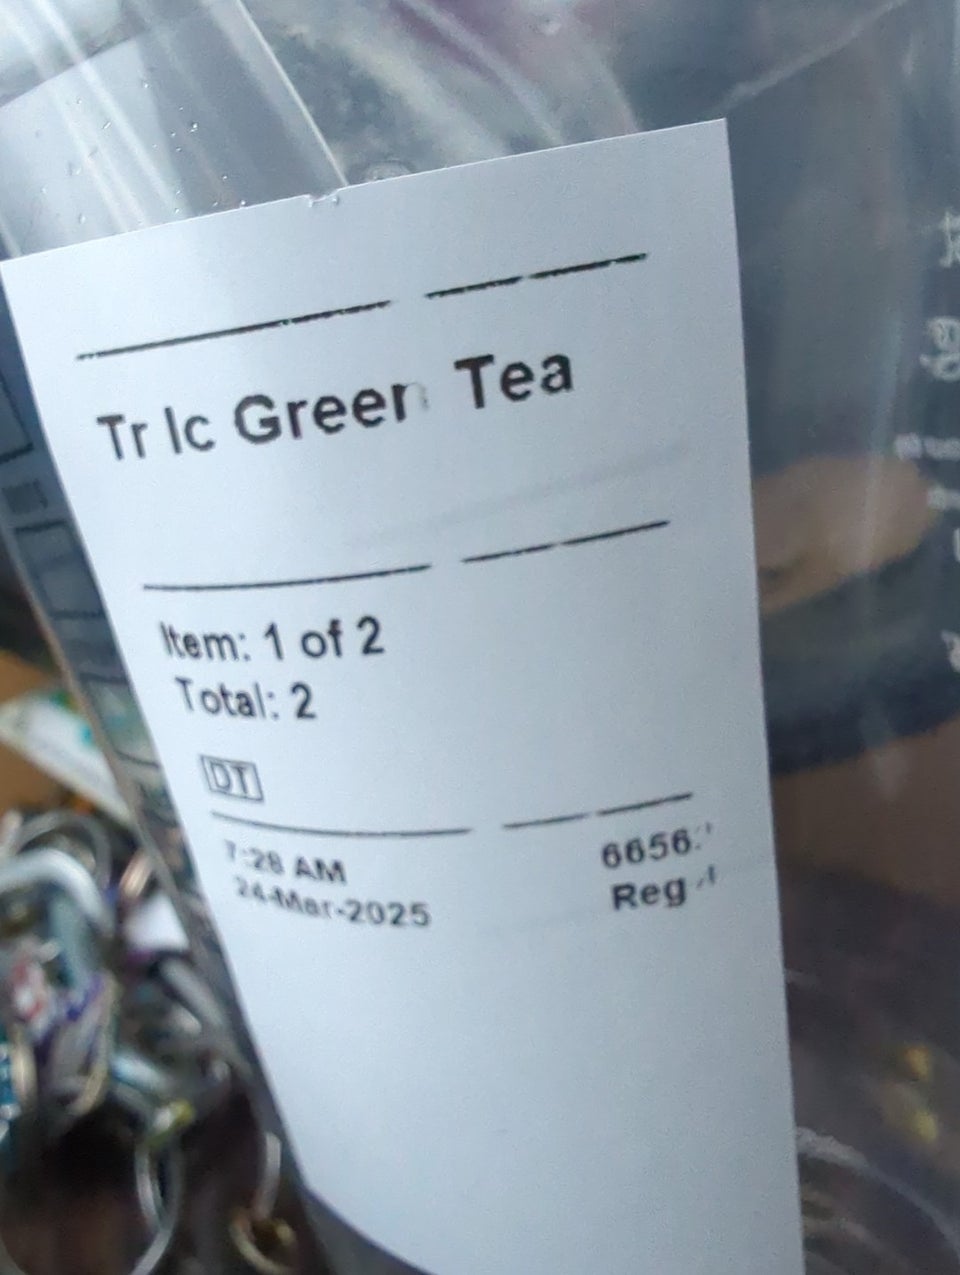 Tr Ic Green Tea
Item: 1 of 2
Total: 2
DT
7:28 AM
24-Mar-2025
Reg